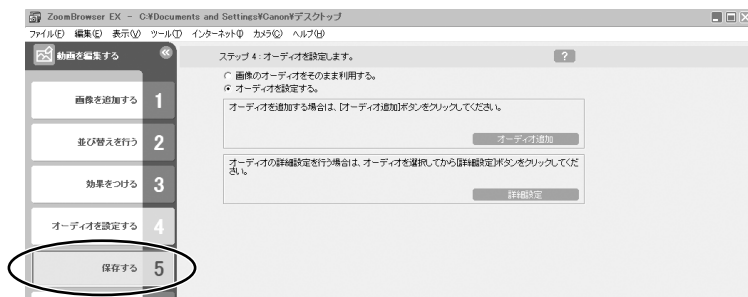 ZoomBrowser EX - C:¥Documents and Settings¥Canon¥デスクトップ
ファイル(F) 編集(E) 表示(V) ツール(T) インターネット(I) カメラ(C) ヘルプ(H)
動画を編集する
ステップ 4 : オーディオを設定します。
?
画像のオーディオをそのまま利用する。
オーディオを設定する。
画像を追加する 1
オーディオを追加する場合は、[オーディオ追加]ボタンをクリックしてください。
オーディオ追加
並び替えを行う 2
オーディオの詳細設定を行う場合は、オーディオを選択してから[詳細設定]ボタンをクリックしてくだ
さい。
詳細設定
効果をつける 3
オーディオを設定する 4
保存する 5